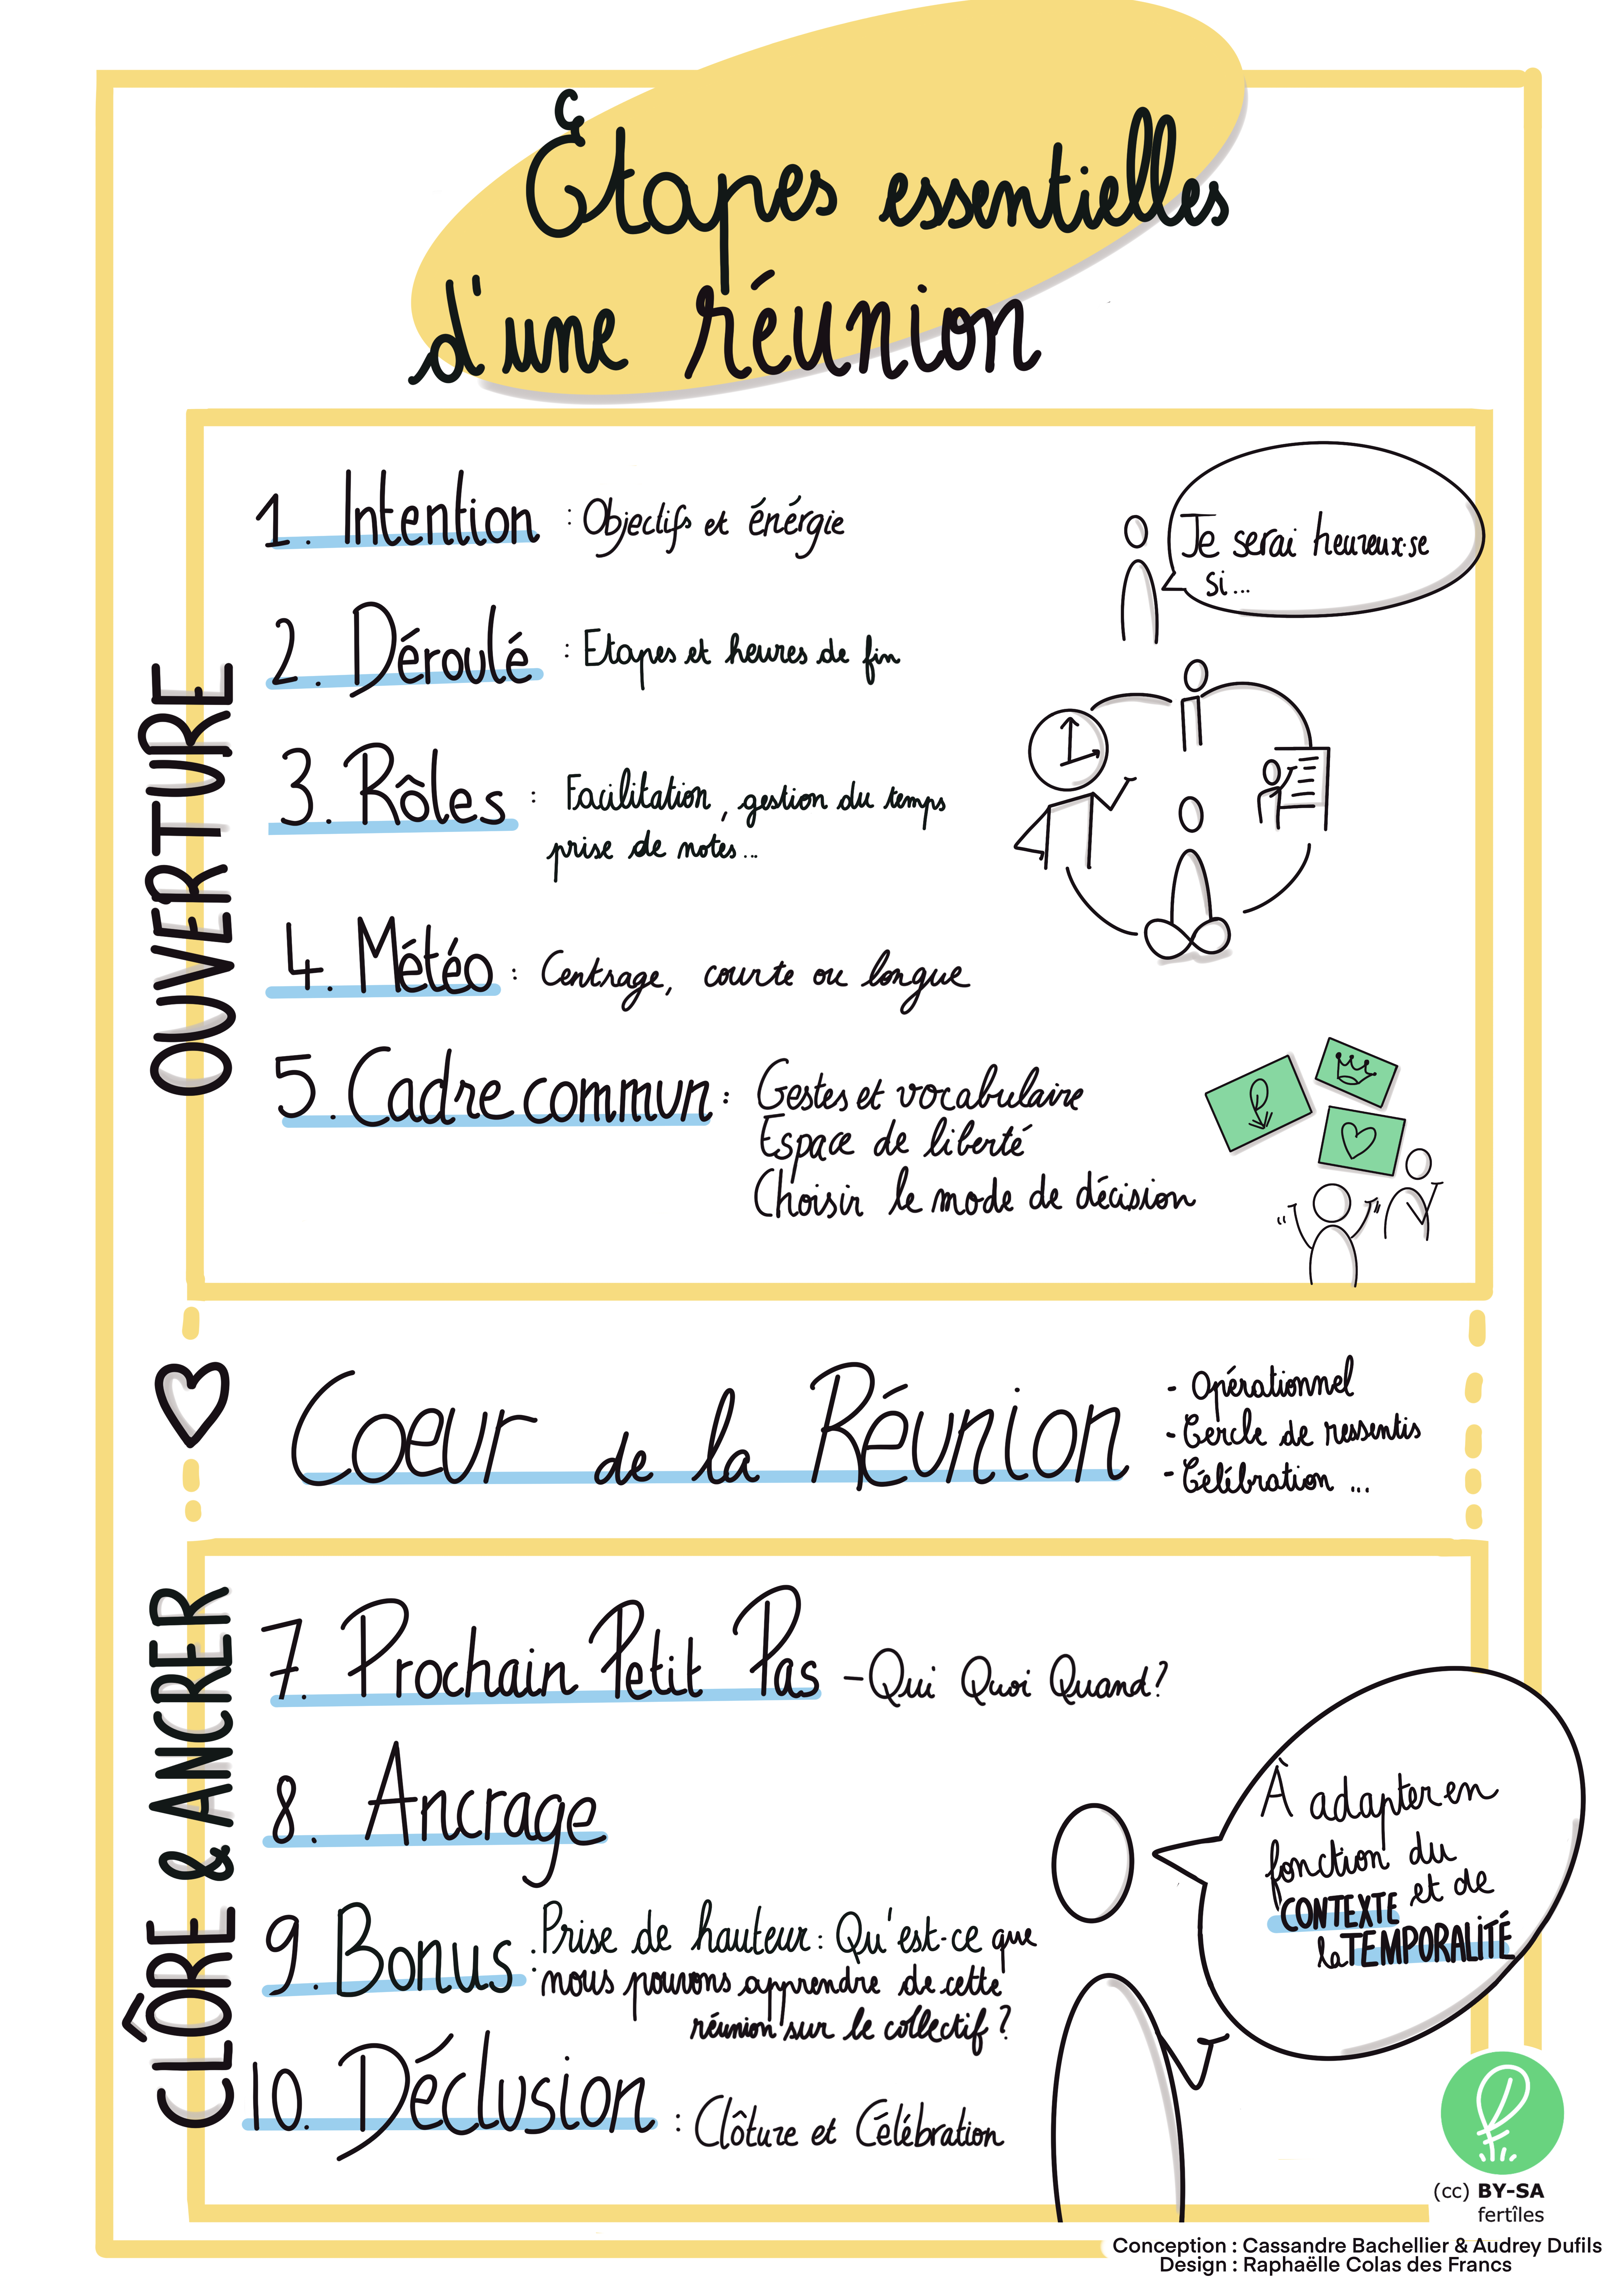 Étapes essentielles
d'une réunion
OUVERTURE
1. Intention : Objectifs et énérgie
Je serai heureux·se
si...
2. Déroulé : Etapes et heures de fin
3. Rôles : Facilitation, gestion du temps
prise de notes...
4. Météo : Centrage, courte ou longue
5. Cadre commun : Gestes et vocabulaire
Espace de liberté
Choisir le mode de décision
Coeur de la Réunion
- Opérationnel
- Cercle de ressentis
- Célébration ...
CLÔRE & ANCRER
7. Prochain Petit Pas - Qui Quoi Quand ?
8. Ancrage
9. Bonus : Prise de hauteur : Qu'est-ce que
nous pouvons apprendre de cette
réunion sur le collectif ?
10. Déclusion : Clôture et Célébration
À adapter en
fonction du
CONTEXTE et de
la TEMPORALITÉ
(cc) BY-SA
fertîles
Conception : Cassandre Bachellier & Audrey Dufils
Design : Raphaëlle Colas des Francs